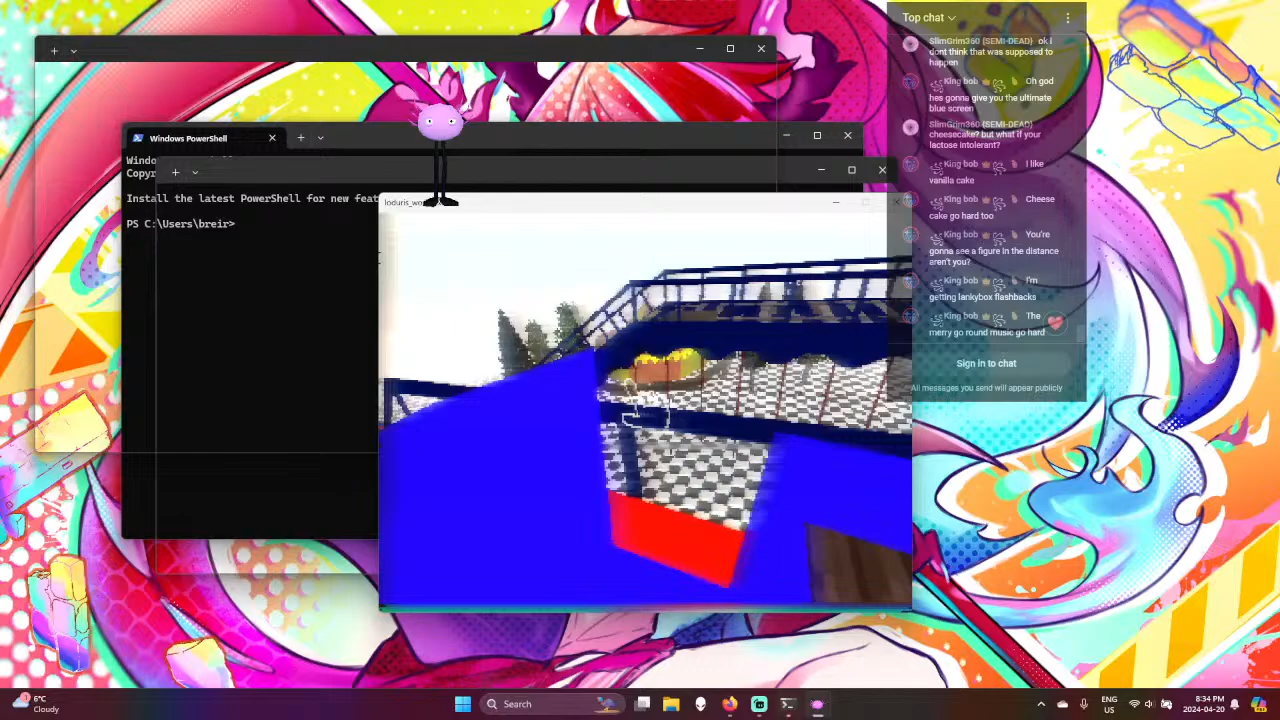 Top chat
SlimGrim360 {SEMI-DEAD} ok i
dont think that was supposed to
happen
King bob Oh god
hes gonna give you the ultimate
blue screen
SlimGrim360 {SEMI-DEAD}
cheesecake? but what if your
lactose intolerant?
King bob I like
vanilla cake
King bob Cheese
cake go hard too
King bob You're
gonna see a figure in the distance
aren't you?
King bob I'm
getting lankybox flashbacks
King bob The
merry go round music go hard
Sign in to chat
All messages you send will appear publicly
Windows PowerShell
Windo
Copyr
Install the latest PowerShell for new feat
PS C:\Users\breir>
6°C
Cloudy
Search
ENG
US
8:34 PM
2024-04-20